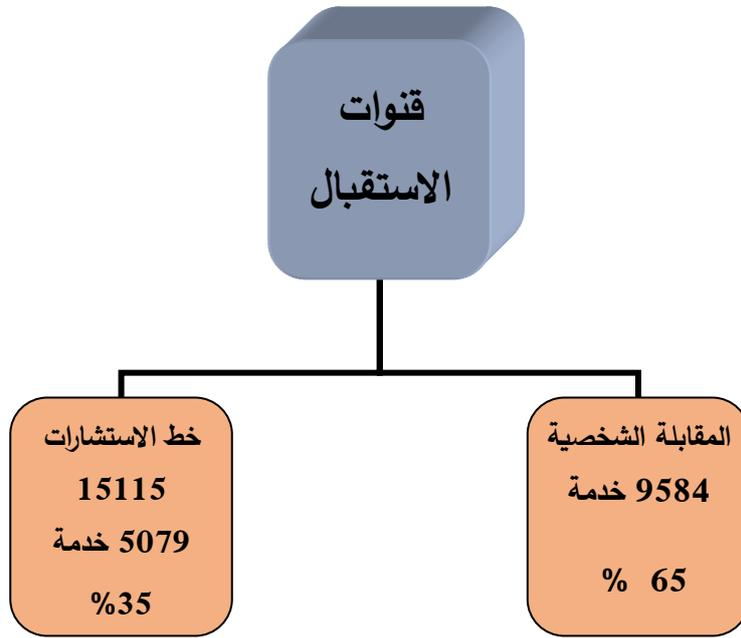 قنوات
الاستقبال
المقابلة الشخصية
9584 خدمة
65 %
خط الاستشارات
15115
5079 خدمة
35%